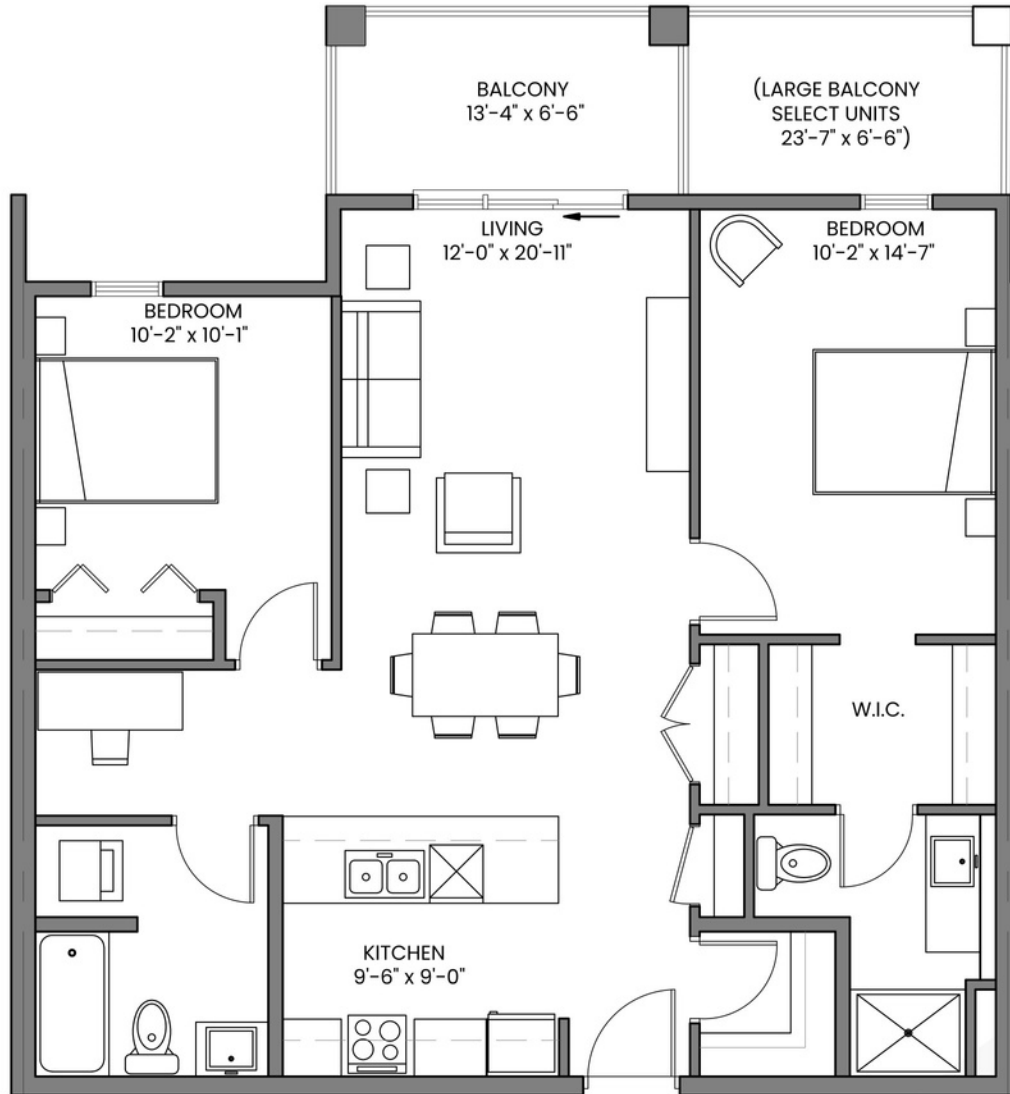 BALCONY
13'-4" x 6'-6"
(LARGE BALCONY
SELECT UNITS
23'-7" x 6'-6")
LIVING
12'-0" x 20'-11"
BEDROOM
10'-2" x 14'-7"
BEDROOM
10'-2" x 10'-1"
W.I.C.
KITCHEN
9'-6" x 9'-0"